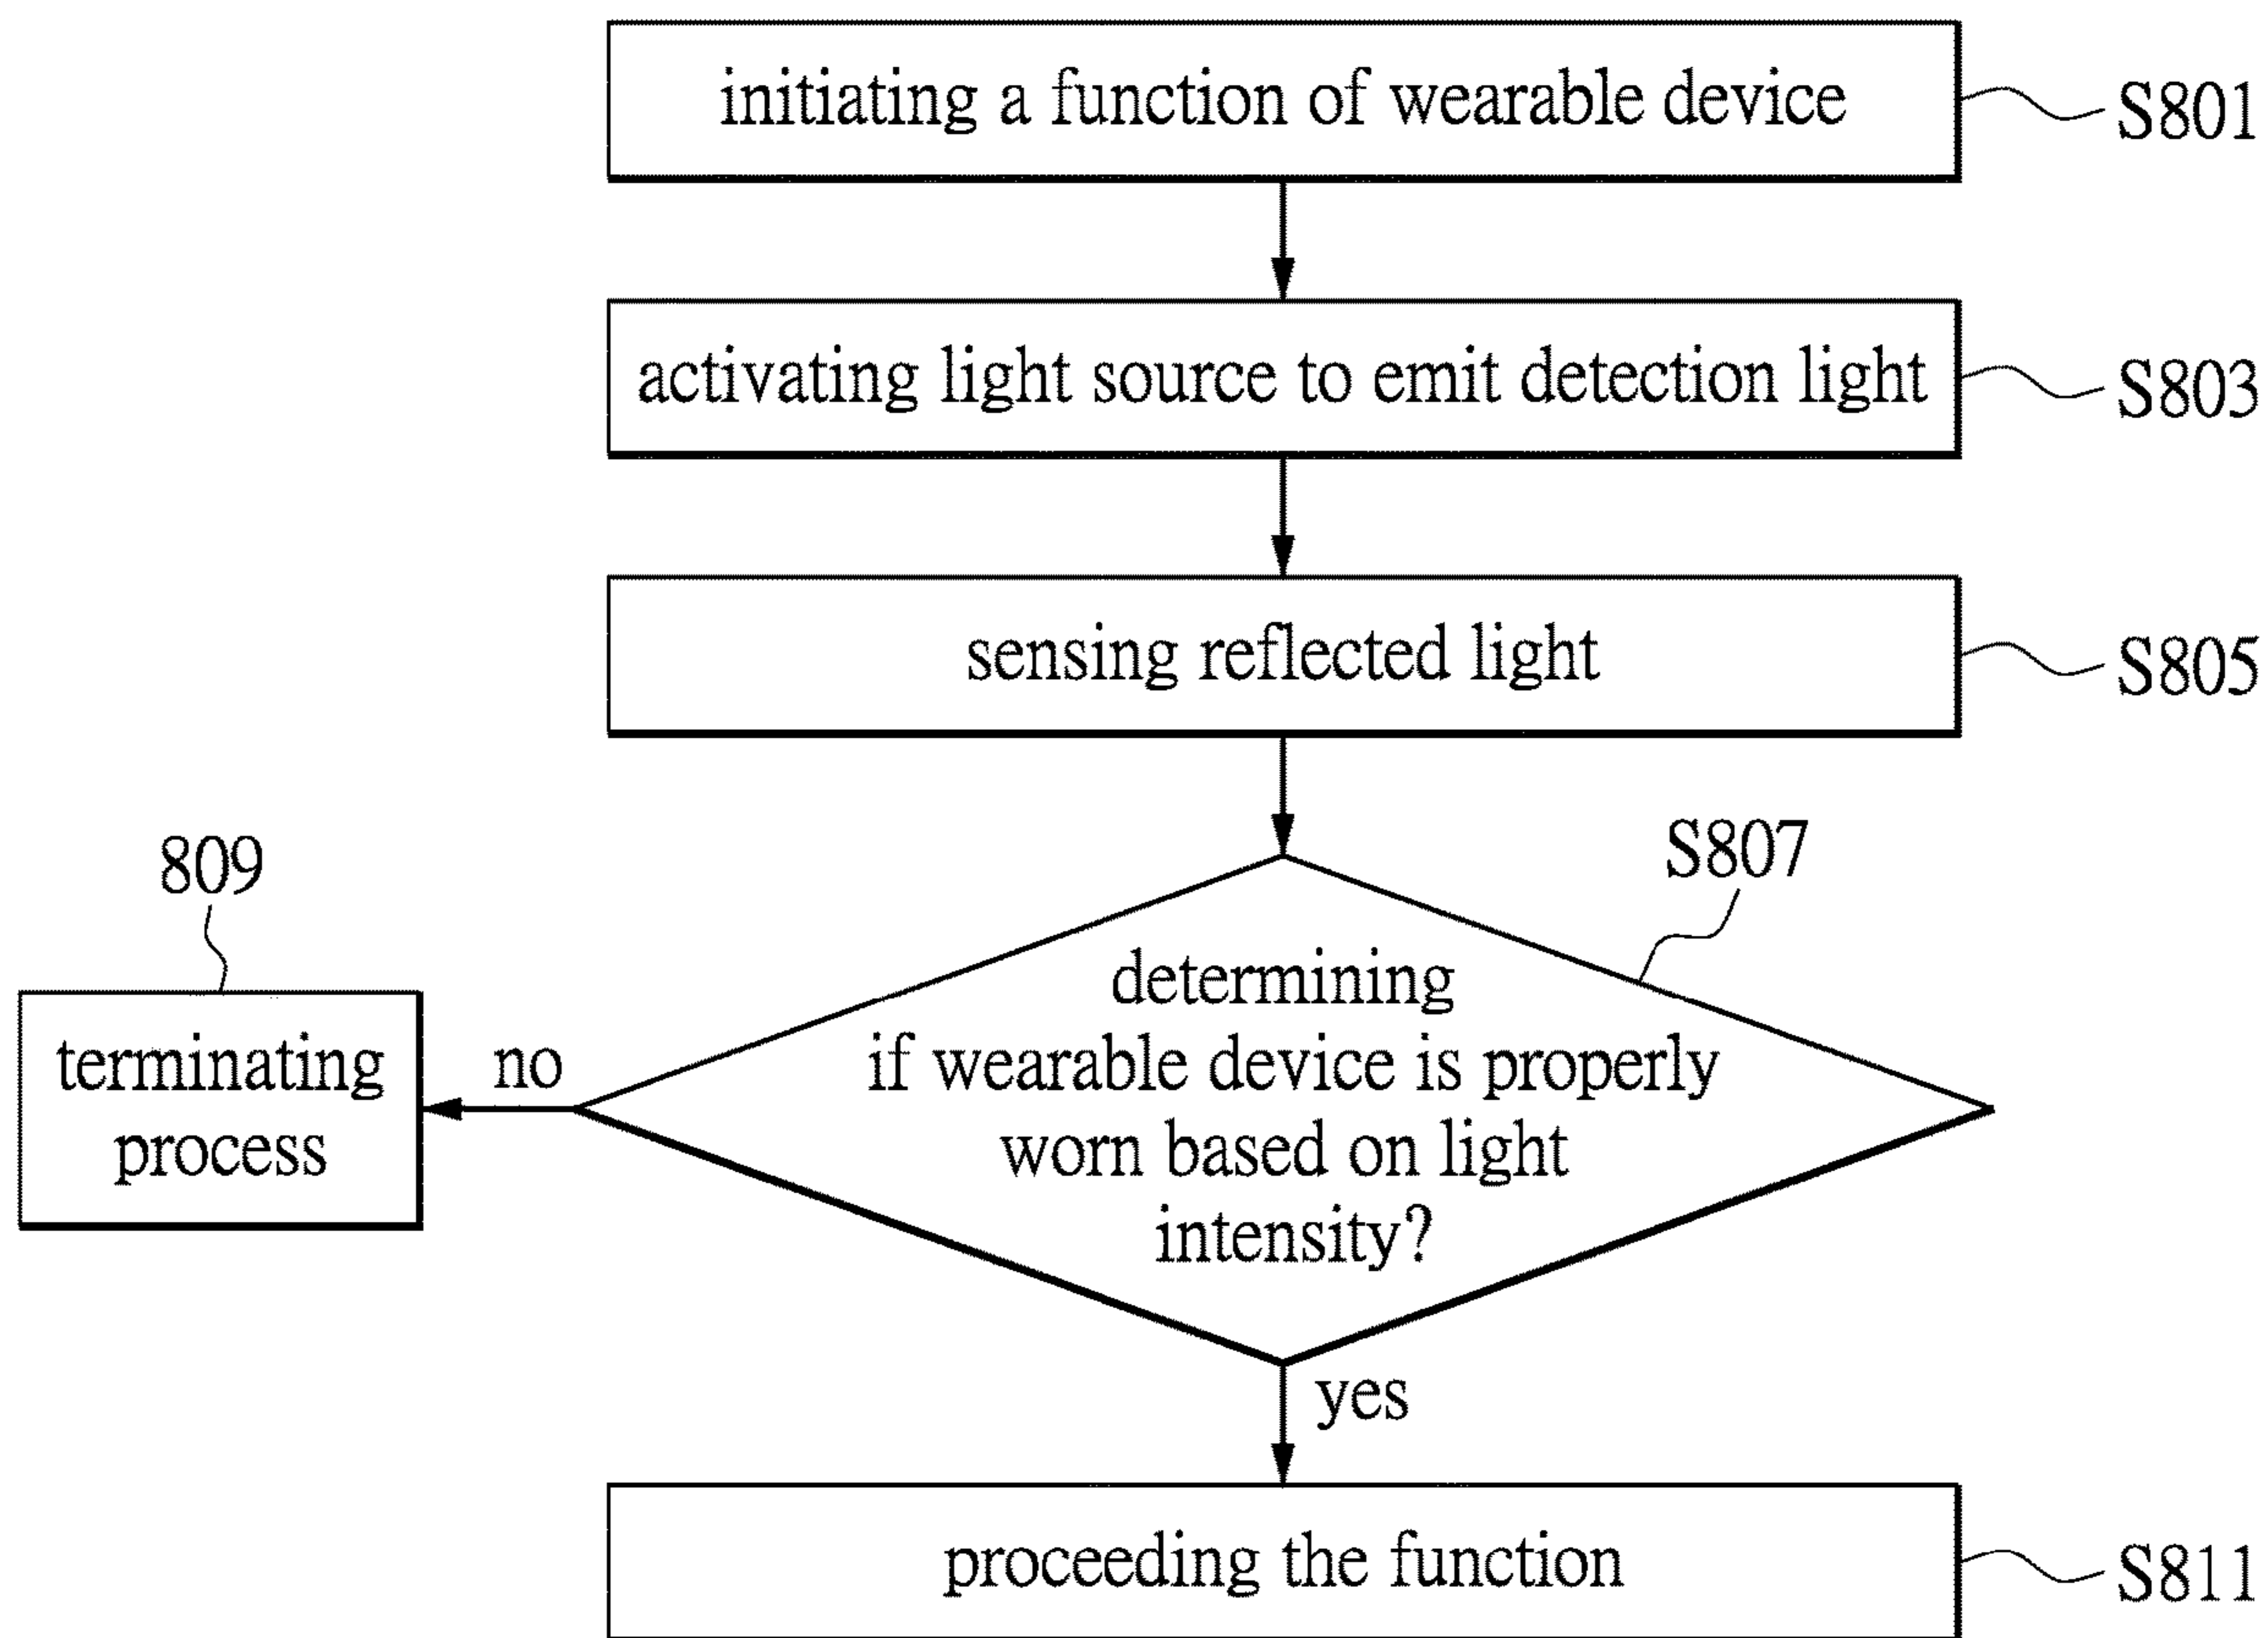 initiating a function of wearable device
S801
activating light source to emit detection light
S803
sensing reflected light
S805
S807
determining
if wearable device is properly
worn based on light
intensity?
809
no
terminating
process
yes
proceeding the function
S811